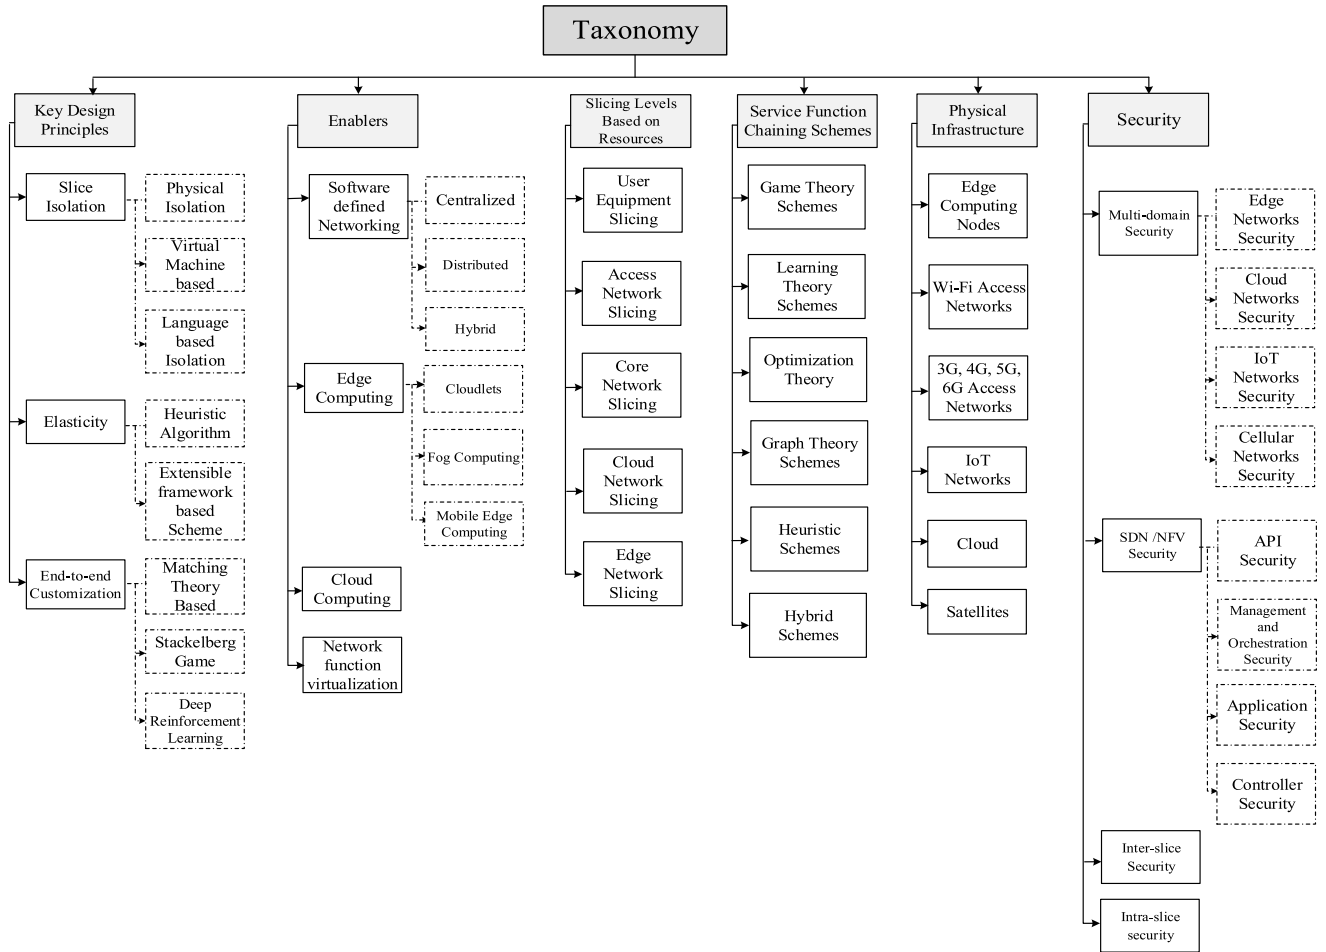 Taxonomy
Key Design
Principles
Slice
Isolation
Physical
Isolation
Virtual
Machine
based
Language
based
Isolation
Elasticity
Heuristic
Algorithm
Extensible
framework
based
Scheme
End-to-end
Customization
Matching
Theory
Based
Stackelberg
Game
Deep
Reinforcement
Learning
Enablers
Software
defined
Networking
Centralized
Distributed
Hybrid
Edge
Computing
Cloudlets
Fog Computing
Mobile Edge
Computing
Cloud
Computing
Network
function
virtualization
Slicing Levels
Based on
Resources
User
Equipment
Slicing
Access
Network
Slicing
Core
Network
Slicing
Cloud
Network
Slicing
Edge
Network
Slicing
Service Function
Chaining Schemes
Game Theory
Schemes
Learning
Theory
Schemes
Optimization
Theory
Graph Theory
Schemes
Heuristic
Schemes
Hybrid
Schemes
Physical
Infrastructure
Edge
Computing
Nodes
Wi-Fi Access
Networks
3G, 4G, 5G,
6G Access
Networks
IoT
Networks
Cloud
Satellites
Security
Multi-domain
Security
Edge
Networks
Security
Cloud
Networks
Security
IoT
Networks
Security
Cellular
Networks
Security
SDN /NFV
Security
API
Security
Management
and
Orchestration
Security
Application
Security
Controller
Security
Inter-slice
Security
Intra-slice
security